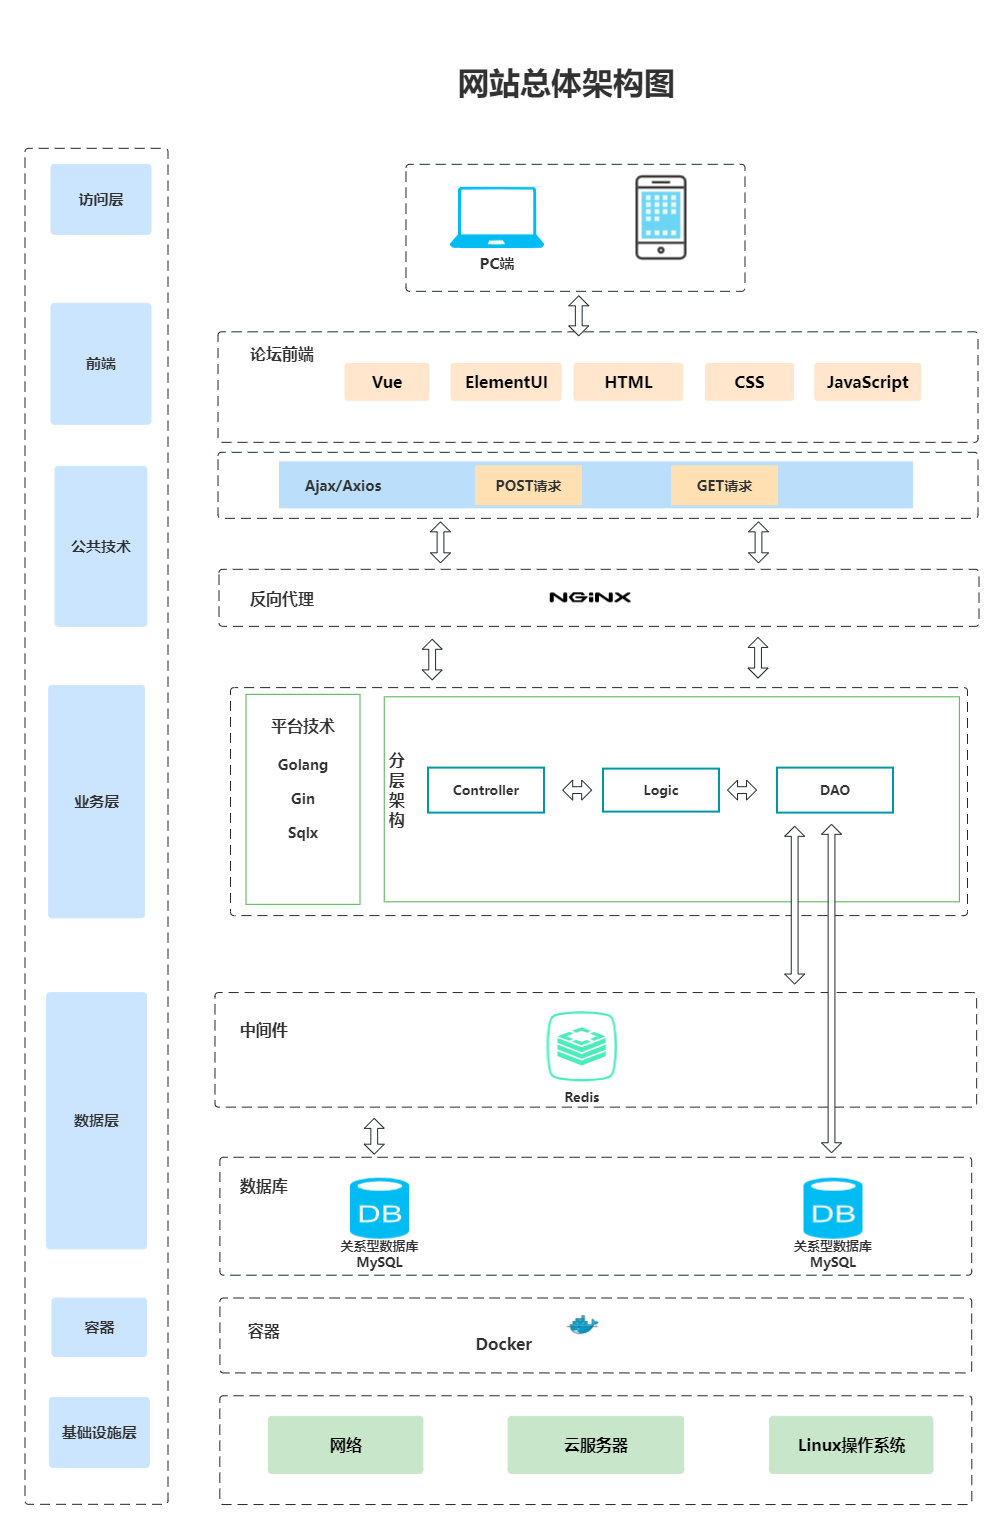 网站总体架构图
访问层
PC端
前端
论坛前端
Vue
ElementUI
HTML
CSS
JavaScript
公共技术
Ajax/Axios
POST请求
GET请求
反向代理
NGiNX
业务层
平台技术
Golang
Gin
Sqlx
分
层
架
构
Controller
Logic
DAO
数据层
中间件
Redis
数据库
DB
关系型数据库
MySQL
DB
关系型数据库
MySQL
容器
容器
Docker
基础设施层
网络
云服务器
Linux操作系统